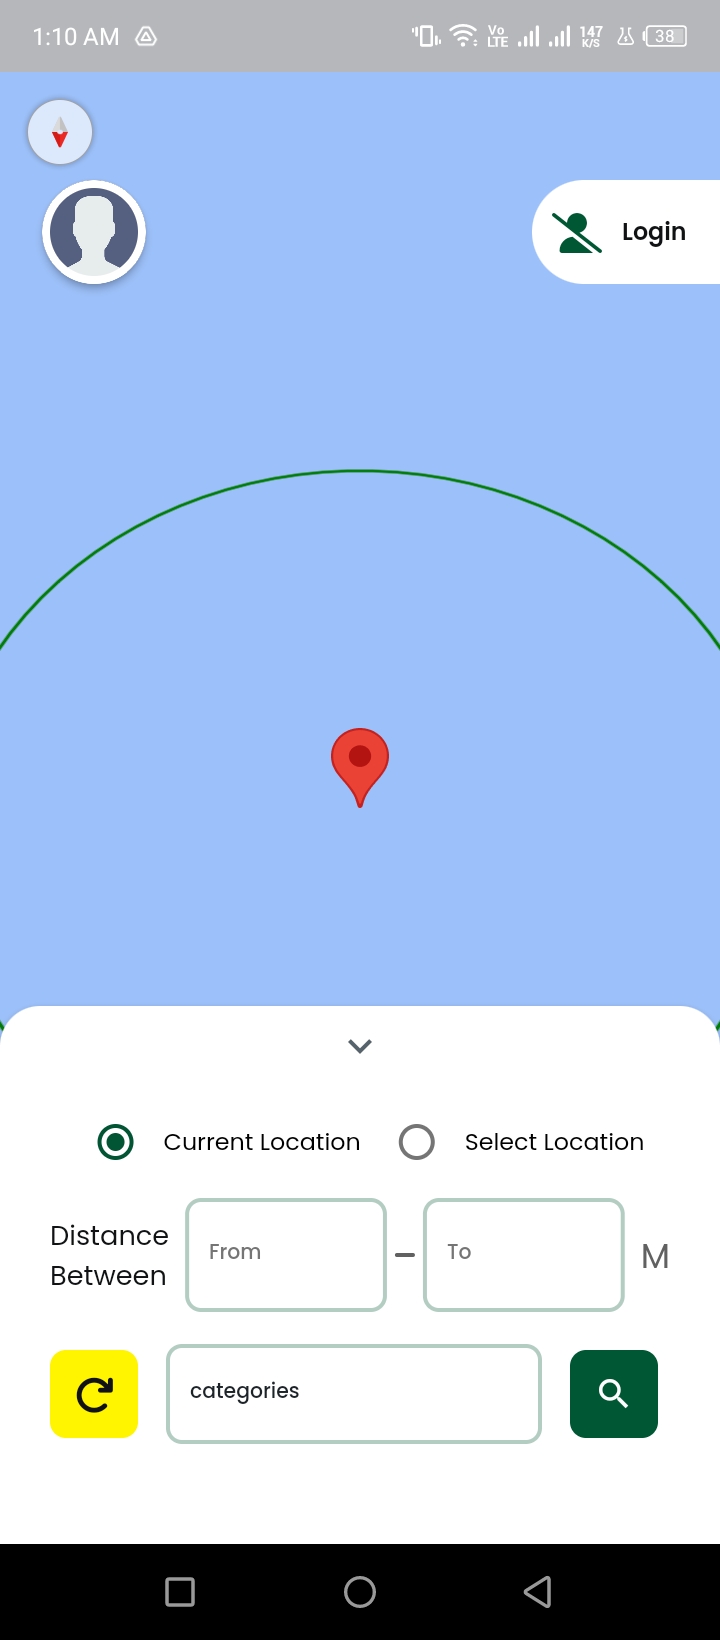 1:10 AM
Vo
LTE
147
K/S
38
Login
Current Location
Select Location
Distance
Between
From
To
M
categories